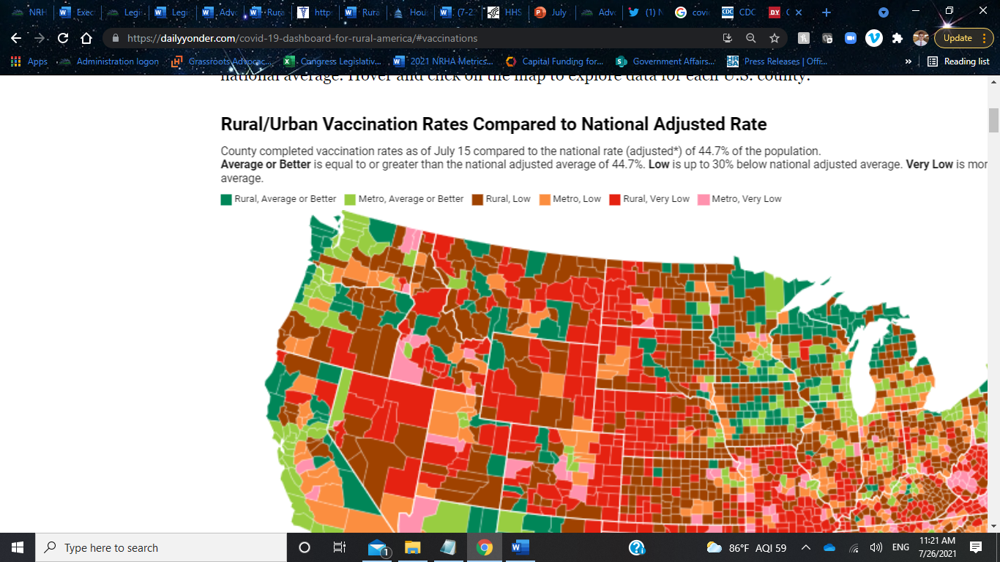 NRH
Exec
Legis
Legi
Adv
Rura
http
Rura
Hou
(7-2
HHS
July
Adv
(1) N
covi
CDC
CDC
D.Y.
C
https://dailyyonder.com/covid-19-dashboard-for-rural-america/#vaccinations
Update
Apps
Administration logon
Grassroots Advocac...
Congress Legislativ...
2021 NRHA Metrics...
Capital Funding for...
Government Affairs...
HR
SA
Press Releases | Offi...
»
Reading list
national average. Hover and click on the map to explore data for each U.S. county.
Rural/Urban Vaccination Rates Compared to National Adjusted Rate
County completed vaccination rates as of July 15 compared to the national rate (adjusted*) of 44.7% of the population.
Average or Better is equal to or greater than the national adjusted average of 44.7%. Low is up to 30% below national adjusted average. Very Low is mor
average.
Rural, Average or Better
Metro, Average or Better
Rural, Low
Metro, Low
Rural, Very Low
Metro, Very Low
Type here to search
1
86°F AQI 59
ENG
11:21 AM
7/26/2021